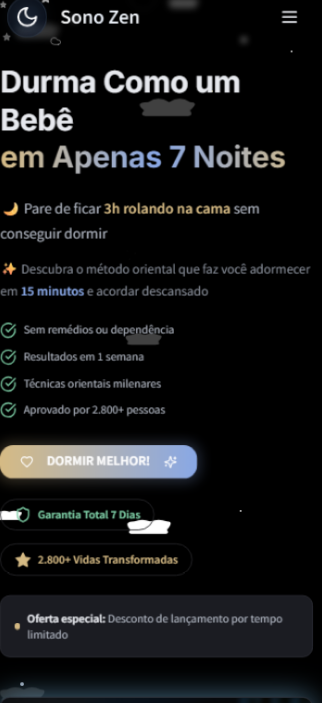 Sono Zen
Durma Como um
Bebê
em Apenas 7 Noites
🌙 Pare de ficar 3h rolando na cama sem
conseguir dormir
✨ Descubra o método oriental que faz você adormecer
em 15 minutos e acordar descansado
Sem remédios ou dependência
Resultados em 1 semana
Técnicas orientais milenares
Aprovado por 2.800+ pessoas
DORMIR MELHOR!
Garantia Total 7 Dias
2.800+ Vidas Transformadas
Oferta especial: Desconto de lançamento por tempo
limitado